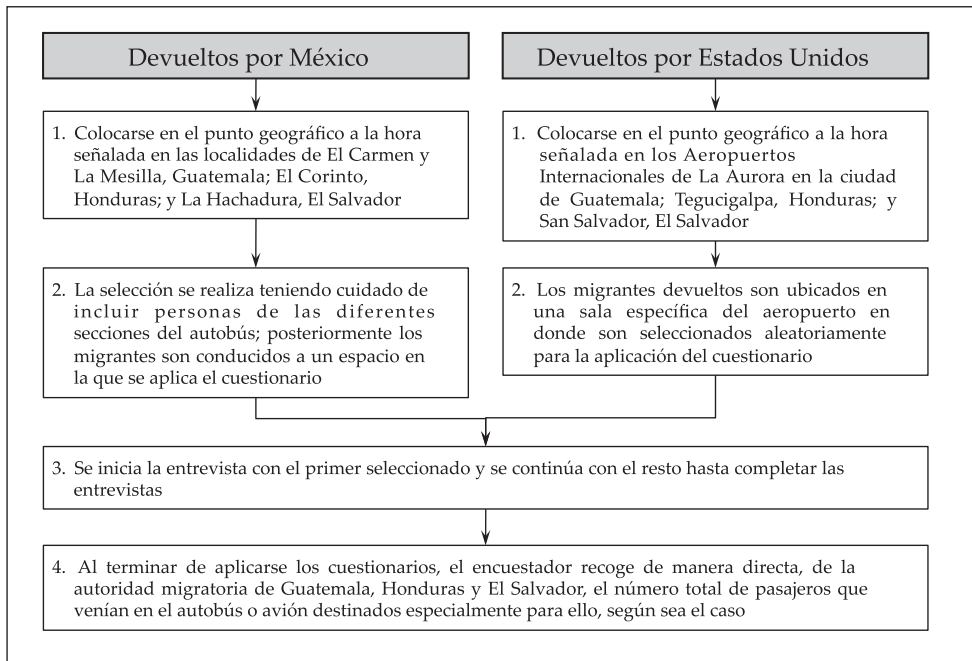 Devueltos por México
1. Colocarse en el punto geográfico a la hora
señalada en las localidades de El Carmen y
La Mesilla, Guatemala; El Corinto,
Honduras; y La Hachadura, El Salvador
2. La selección se realiza teniendo cuidado de
incluir personas de las diferentes
secciones del autobús; posteriormente los
migrantes son conducidos a un espacio en
la que se aplica el cuestionario
Devueltos por Estados Unidos
1. Colocarse en el punto geográfico a la hora
señalada en los Aeropuertos
Internacionales de La Aurora en la ciudad
de Guatemala; Tegucigalpa, Honduras; y
San Salvador, El Salvador
2. Los migrantes devueltos son ubicados en
una sala específica del aeropuerto en
donde son seleccionados aleatoriamente
para la aplicación del cuestionario
3. Se inicia la entrevista con el primer seleccionado y se continúa con el resto hasta completar las
entrevistas
4. Al terminar de aplicarse los cuestionarios, el encuestador recoge de manera directa, de la
autoridad migratoria de Guatemala, Honduras y El Salvador, el número total de pasajeros que
venían en el autobús o avión destinados especialmente para ello, según sea el caso